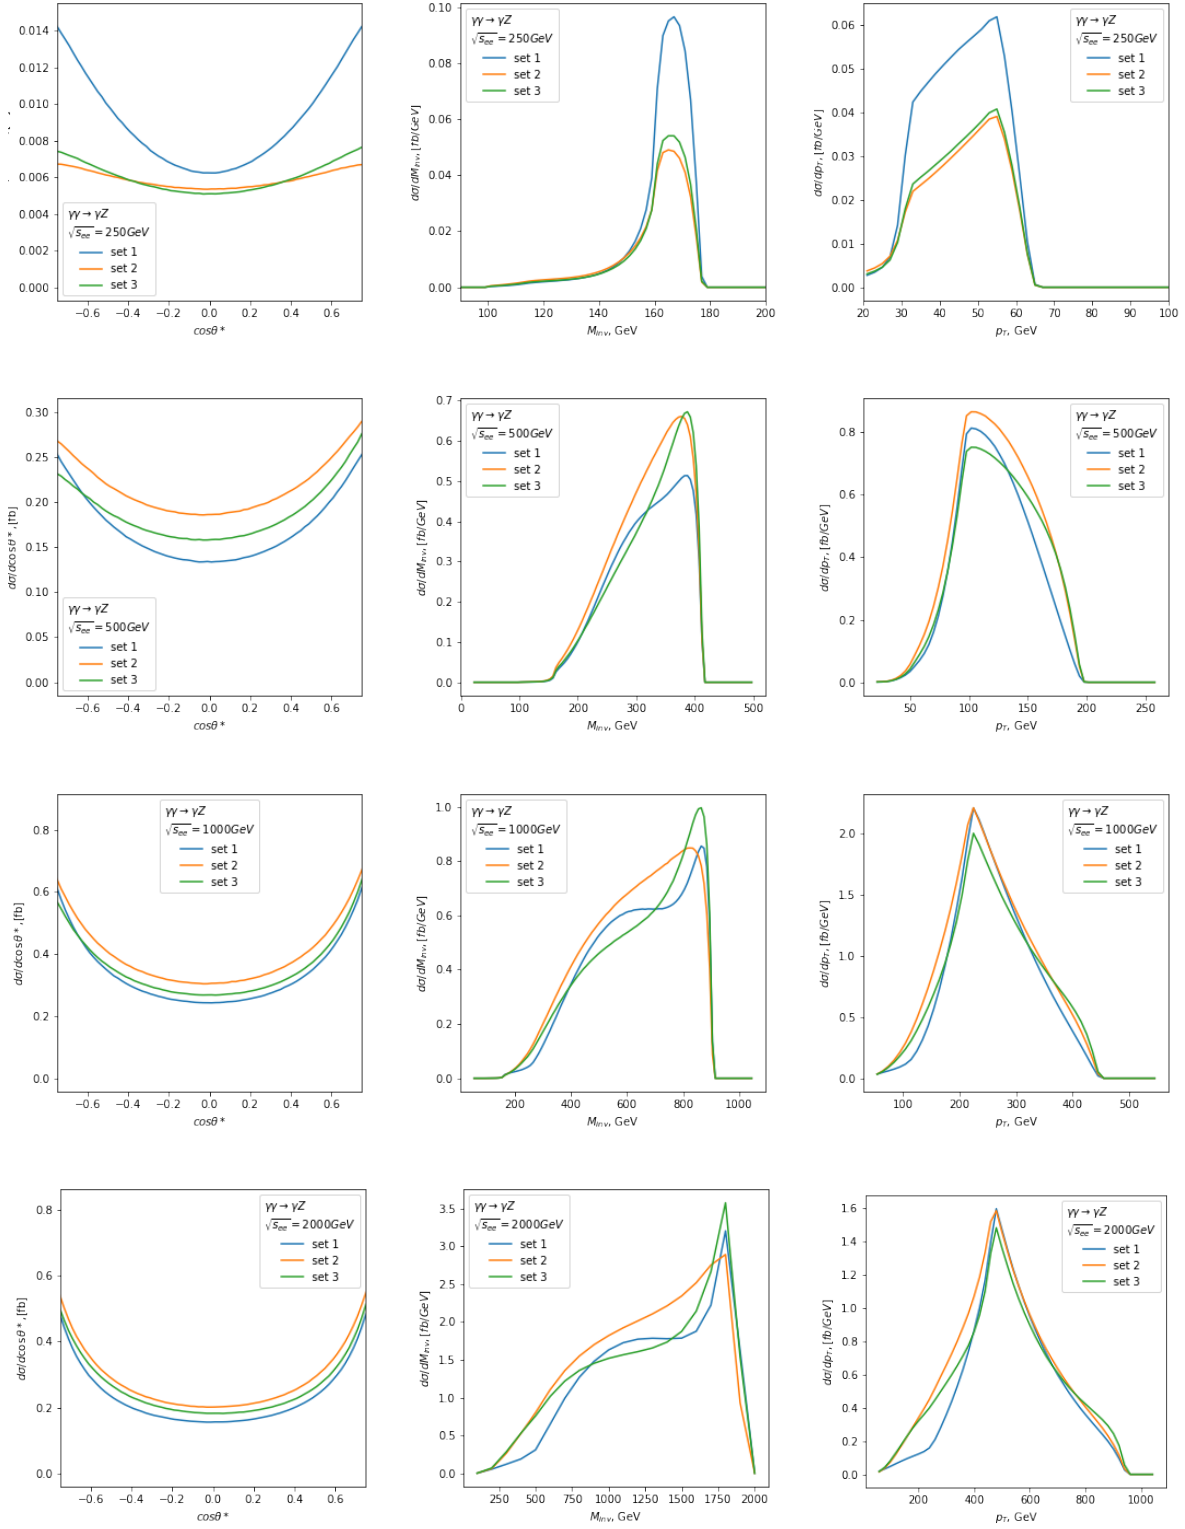 0.014
0.012
0.010
0.008
0.006
0.004
0.002
0.000
γγ → γZ
√s_ee = 250GeV
set 1
set 2
set 3
−0.6 −0.4 −0.2 0.0 0.2 0.4 0.6
cosθ*
0.10
0.08
0.06
0.04
0.02
0.00
dσ/dM_inv, [fb/GeV]
γγ → γZ
√s_ee = 250GeV
set 1
set 2
set 3
100 120 140 160 180 200
M_inv, GeV
0.06
0.05
0.04
0.03
0.02
0.01
0.00
dσ/dp_T, [fb/GeV]
γγ → γZ
√s_ee = 250GeV
set 1
set 2
set 3
20 30 40 50 60 70 80 90 100
p_T, GeV
0.30
0.25
0.20
0.15
0.10
0.05
0.00
dσ/dcosθ*,[fb]
γγ → γZ
√s_ee = 500GeV
set 1
set 2
set 3
−0.6 −0.4 −0.2 0.0 0.2 0.4 0.6
cosθ*
0.7
0.6
0.5
0.4
0.3
0.2
0.1
0.0
dσ/dM_inv, [fb/GeV]
γγ → γZ
√s_ee = 500GeV
set 1
set 2
set 3
0 100 200 300 400 500
M_inv, GeV
0.8
0.6
0.4
0.2
0.0
dσ/dp_T, [fb/GeV]
γγ → γZ
√s_ee = 500GeV
set 1
set 2
set 3
50 100 150 200 250
p_T, GeV
0.8
0.6
0.4
0.2
0.0
dσ/dcosθ*,[fb]
γγ → γZ
√s_ee = 1000GeV
set 1
set 2
set 3
−0.6 −0.4 −0.2 0.0 0.2 0.4 0.6
cosθ*
1.0
0.8
0.6
0.4
0.2
0.0
dσ/dM_inv, [fb/GeV]
γγ → γZ
√s_ee = 1000GeV
set 1
set 2
set 3
200 400 600 800 1000
M_inv, GeV
2.0
1.5
1.0
0.5
0.0
dσ/dp_T, [fb/GeV]
γγ → γZ
√s_ee = 1000GeV
set 1
set 2
set 3
100 200 300 400 500
p_T, GeV
0.8
0.6
0.4
0.2
0.0
dσ/dcosθ*,[fb]
γγ → γZ
√s_ee = 2000GeV
set 1
set 2
set 3
−0.6 −0.4 −0.2 0.0 0.2 0.4 0.6
cosθ*
3.5
3.0
2.5
2.0
1.5
1.0
0.5
0.0
dσ/dM_inv, [fb/GeV]
γγ → γZ
√s_ee = 2000GeV
set 1
set 2
set 3
250 500 750 1000 1250 1500 1750 2000
M_inv, GeV
1.6
1.4
1.2
1.0
0.8
0.6
0.4
0.2
0.0
dσ/dp_T, [fb/GeV]
γγ → γZ
√s_ee = 2000GeV
set 1
set 2
set 3
200 400 600 800 1000
p_T, GeV